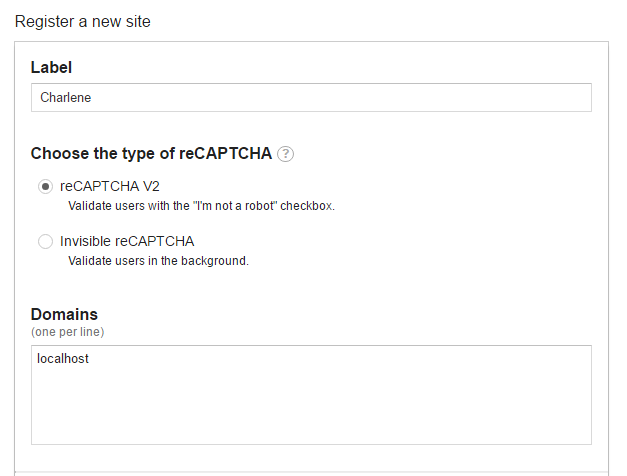 Register a new site
Label
Charlene
Choose the type of reCAPTCHA ?
reCAPTCHA V2
Validate users with the "I'm not a robot" checkbox.
Invisible reCAPTCHA
Validate users in the background.
Domains
(one per line)
localhost